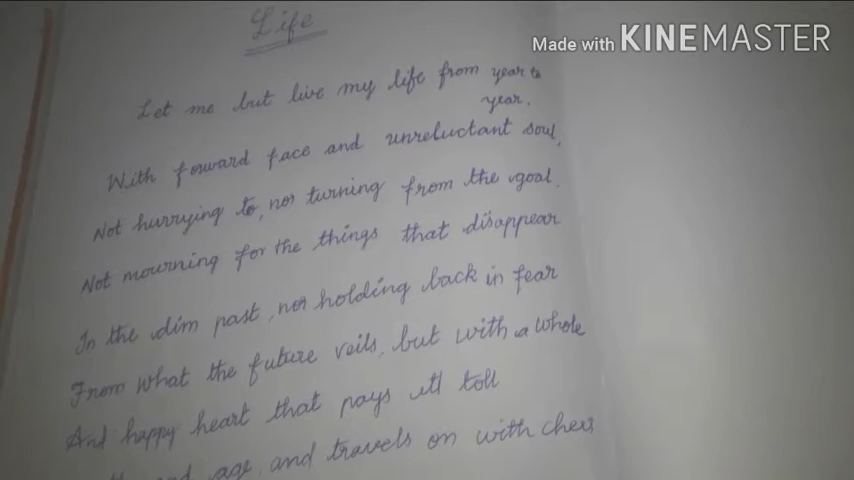 Life
Made with KINEMASTER
Let me but live my life from year to
year.
With forward face and unreluctant soul,
Not hurrying to, nor turning from the goal.
Not mourning for the things that disappear
In the dim past, nor holding back in fear
From what the future veils, but with a whole
And happy heart that pays its toll
and age, and travels on with cheer